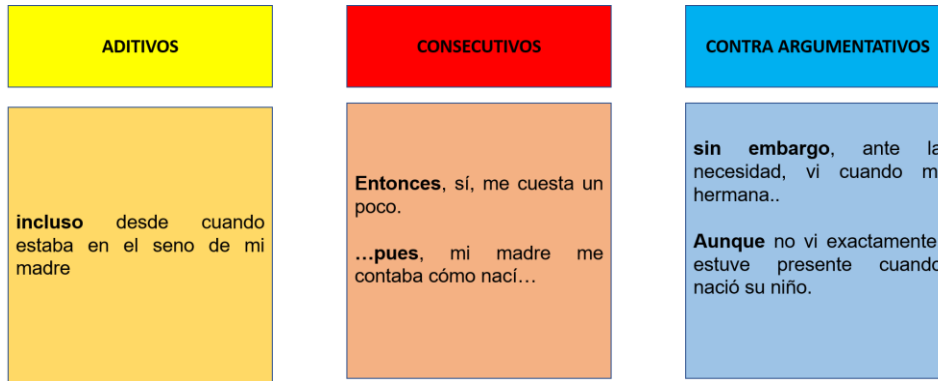 ADITIVOS
incluso desde cuando
estaba en el seno de mi
madre
CONSECUTIVOS
Entonces, sí, me cuesta un
poco.
...pues, mi madre me
contaba cómo nací...
CONTRA ARGUMENTATIVOS
sin embargo, ante la
necesidad, vi cuando m
hermana..
Aunque no vi exactamente
estuve presente cuando
nació su niño.